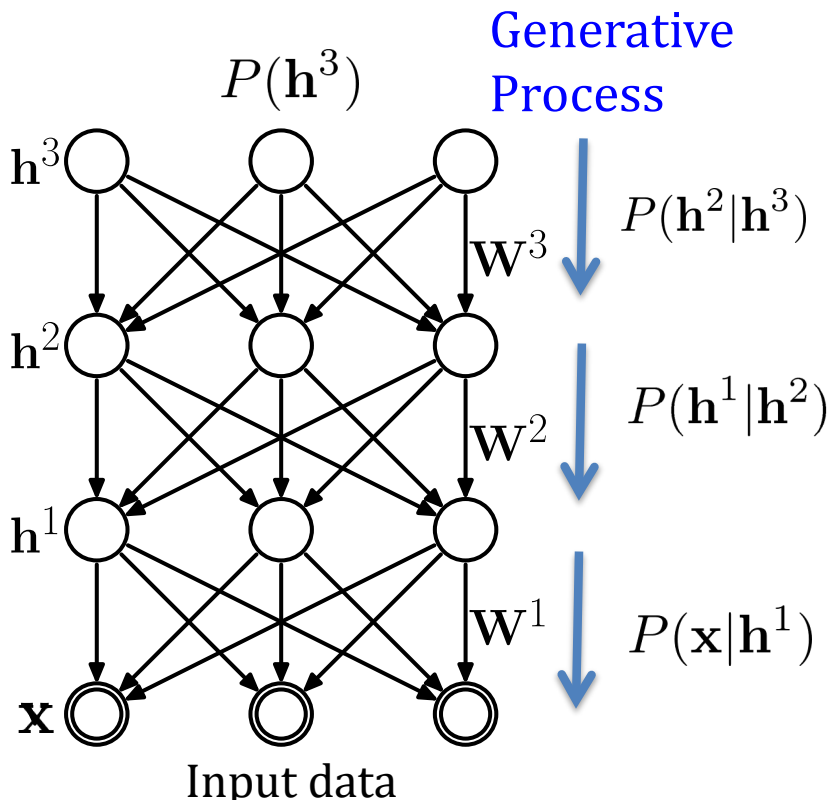 Generative
Process
P(h³)
h³
P(h²|h³)
W³
h²
P(h¹|h²)
W²
h¹
W¹
P(x|h¹)
x
Input data